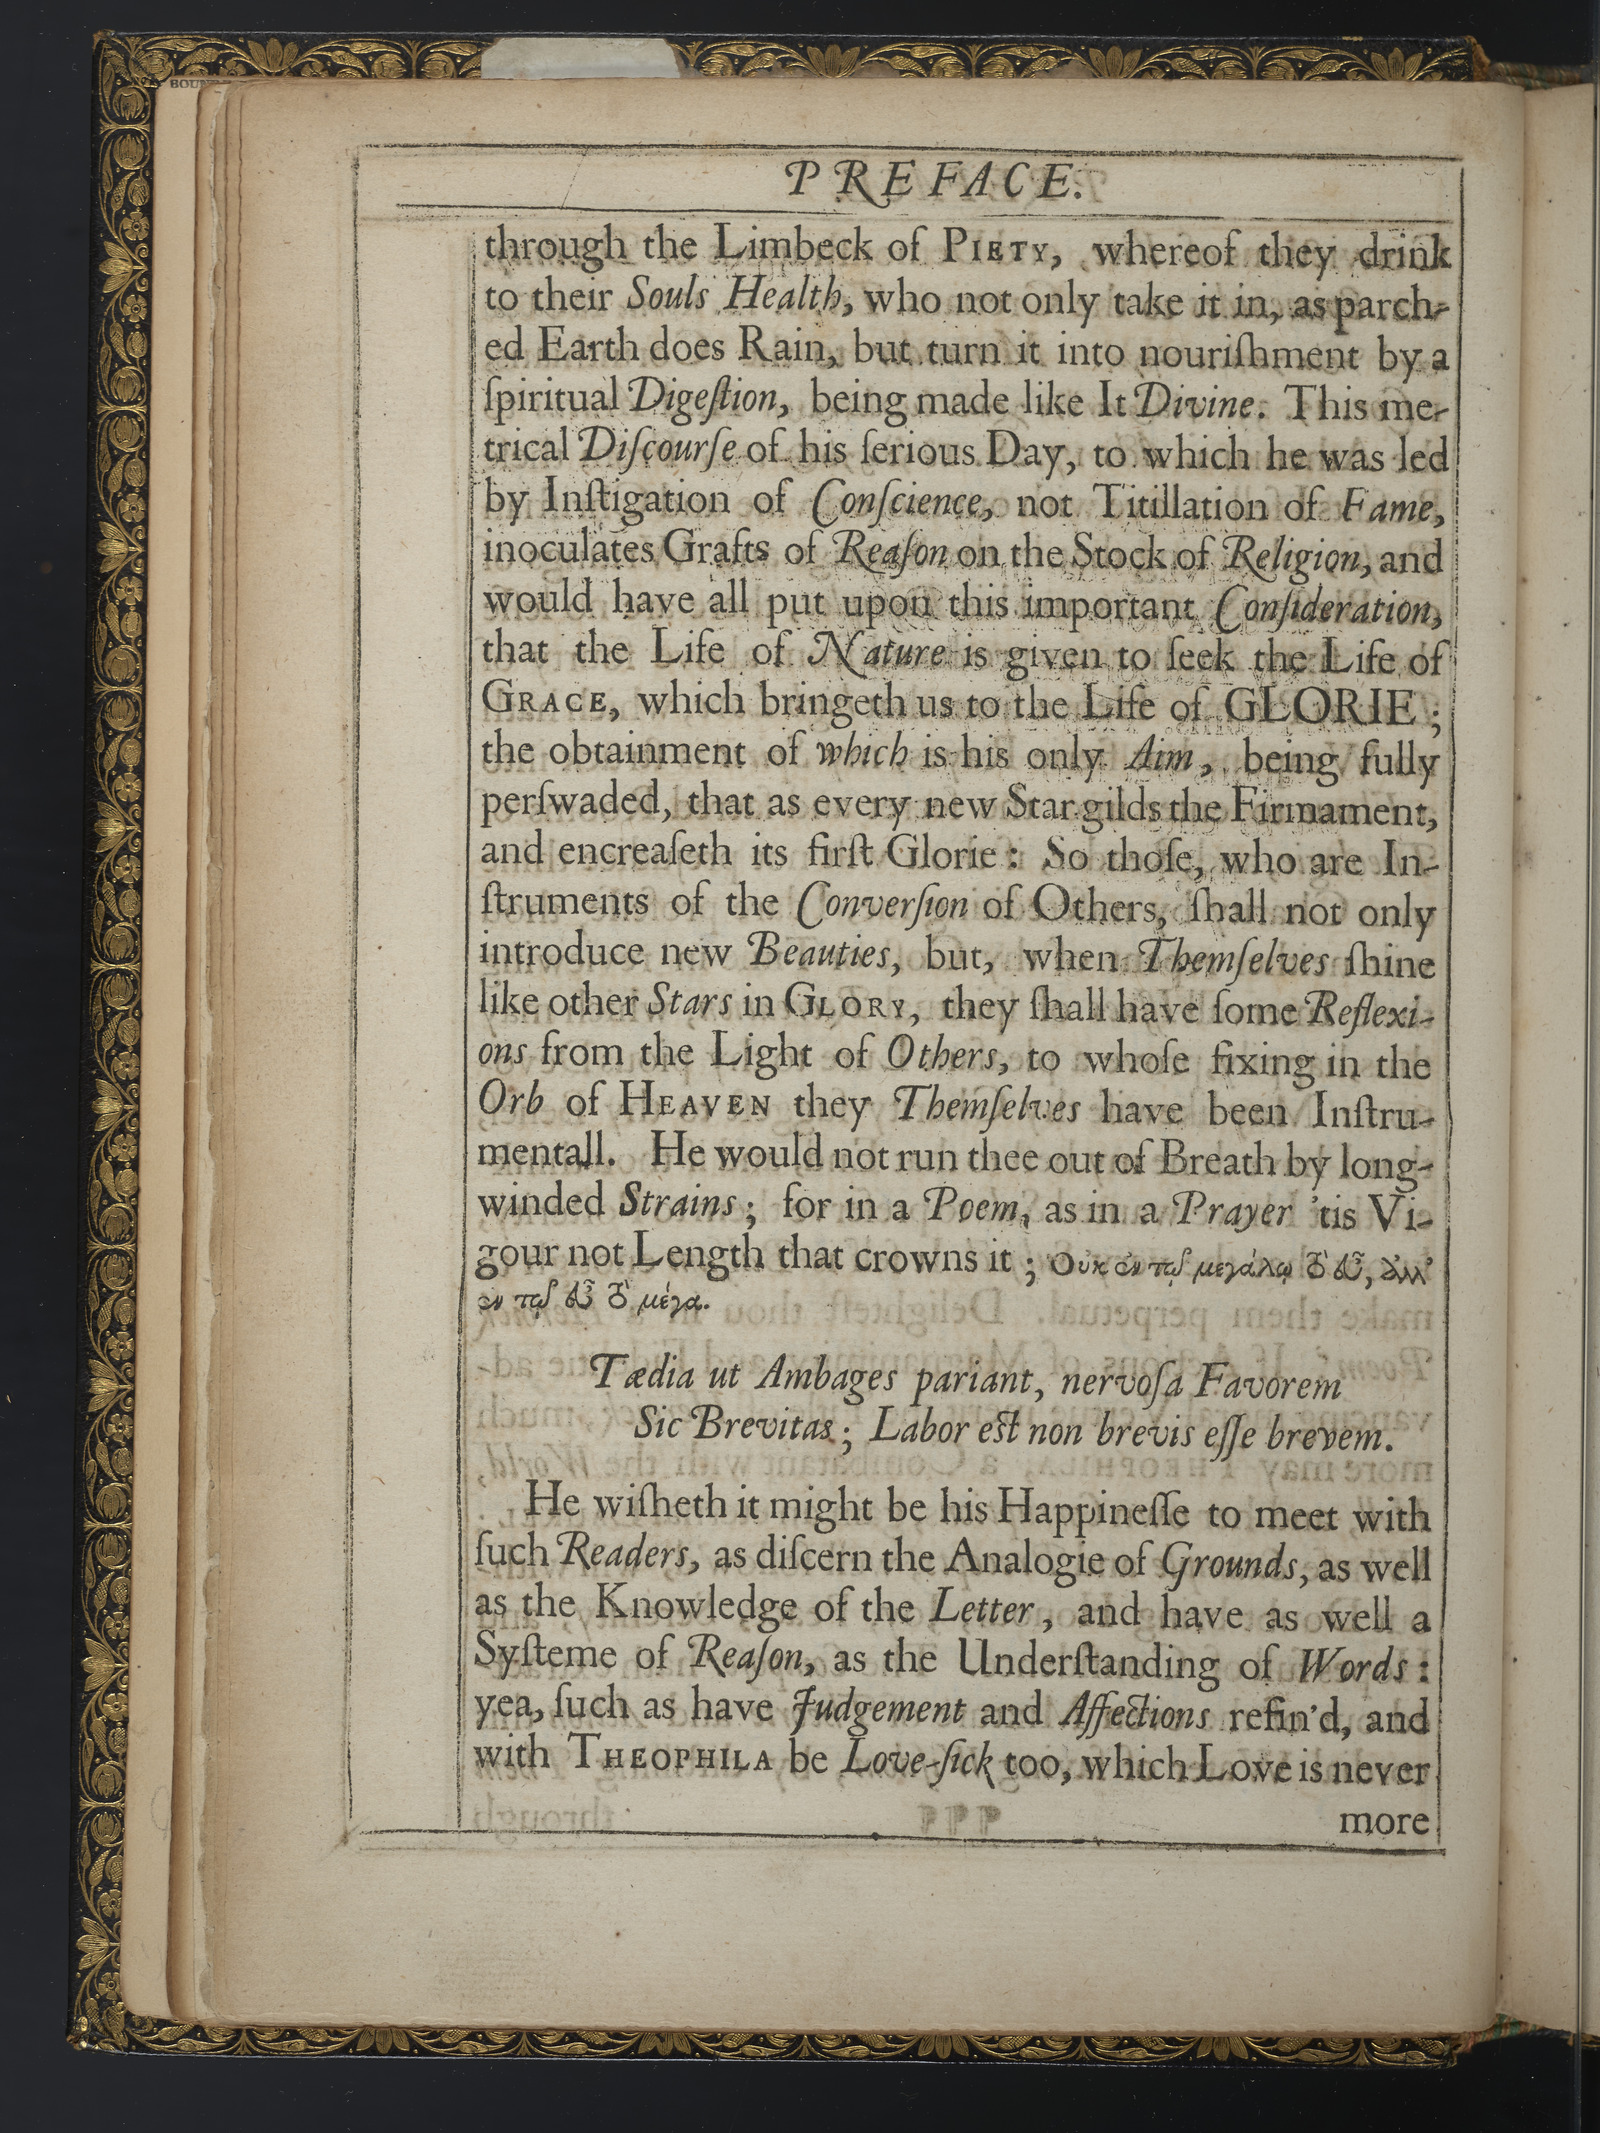 PREFACE.
through the Limbeck of PIETY, whereof they drink
to their Souls Health, who not only take it in, as parch-
ed Earth does Rain, but turn it into nouriſhment by a
ſpiritual Digeſtion, being made like It Divine. This me-
trical Diſcourſe of his ſerious Day, to which he was led
by Inſtigation of Conſcience, not Titillation of Fame,
inoculates Grafts of Reaſon on the Stock of Religion, and
would have all put upon this important Conſideration,
that the Life of Nature is given to ſeek the Life of
GRACE, which bringeth us to the Life of GLORIE ;
the obtainment of which is his only Aim, being fully
perſwaded, that as every new Star gilds the Firmament,
and encreaſeth its firſt Glorie : So thoſe, who are In-
ſtruments of the Converſion of Others, ſhall not only
introduce new Beauties, but, when Themſelves ſhine
like other Stars in GLORY, they ſhall have ſome Reflexi-
ons from the Light of Others, to whoſe fixing in the
Orb of HEAVEN they Themſelves have been Inſtru-
mentall. He would not run thee out of Breath by long-
winded Strains ; for in a Poem, as in a Prayer 'tis Vi-
gour not Length that crowns it ; Οὐκ ἐν τῷ μεγάλῳ τὸ εὖ, ἀλλ'
ἐν τῷ εὖ τὸ μέγα.
Tædia ut Ambages pariant, nervoſa Favorem
Sic Brevitas ; Labor eſt non brevis eſſe brevem.
He wiſheth it might be his Happineſſe to meet with
ſuch Readers, as diſcern the Analogie of Grounds, as well
as the Knowledge of the Letter, and have as well a
Syſteme of Reaſon, as the Underſtanding of Words :
yea, ſuch as have Judgement and Affections refin'd, and
with THEOPHILA be Love-ſick too, which Love is never
more